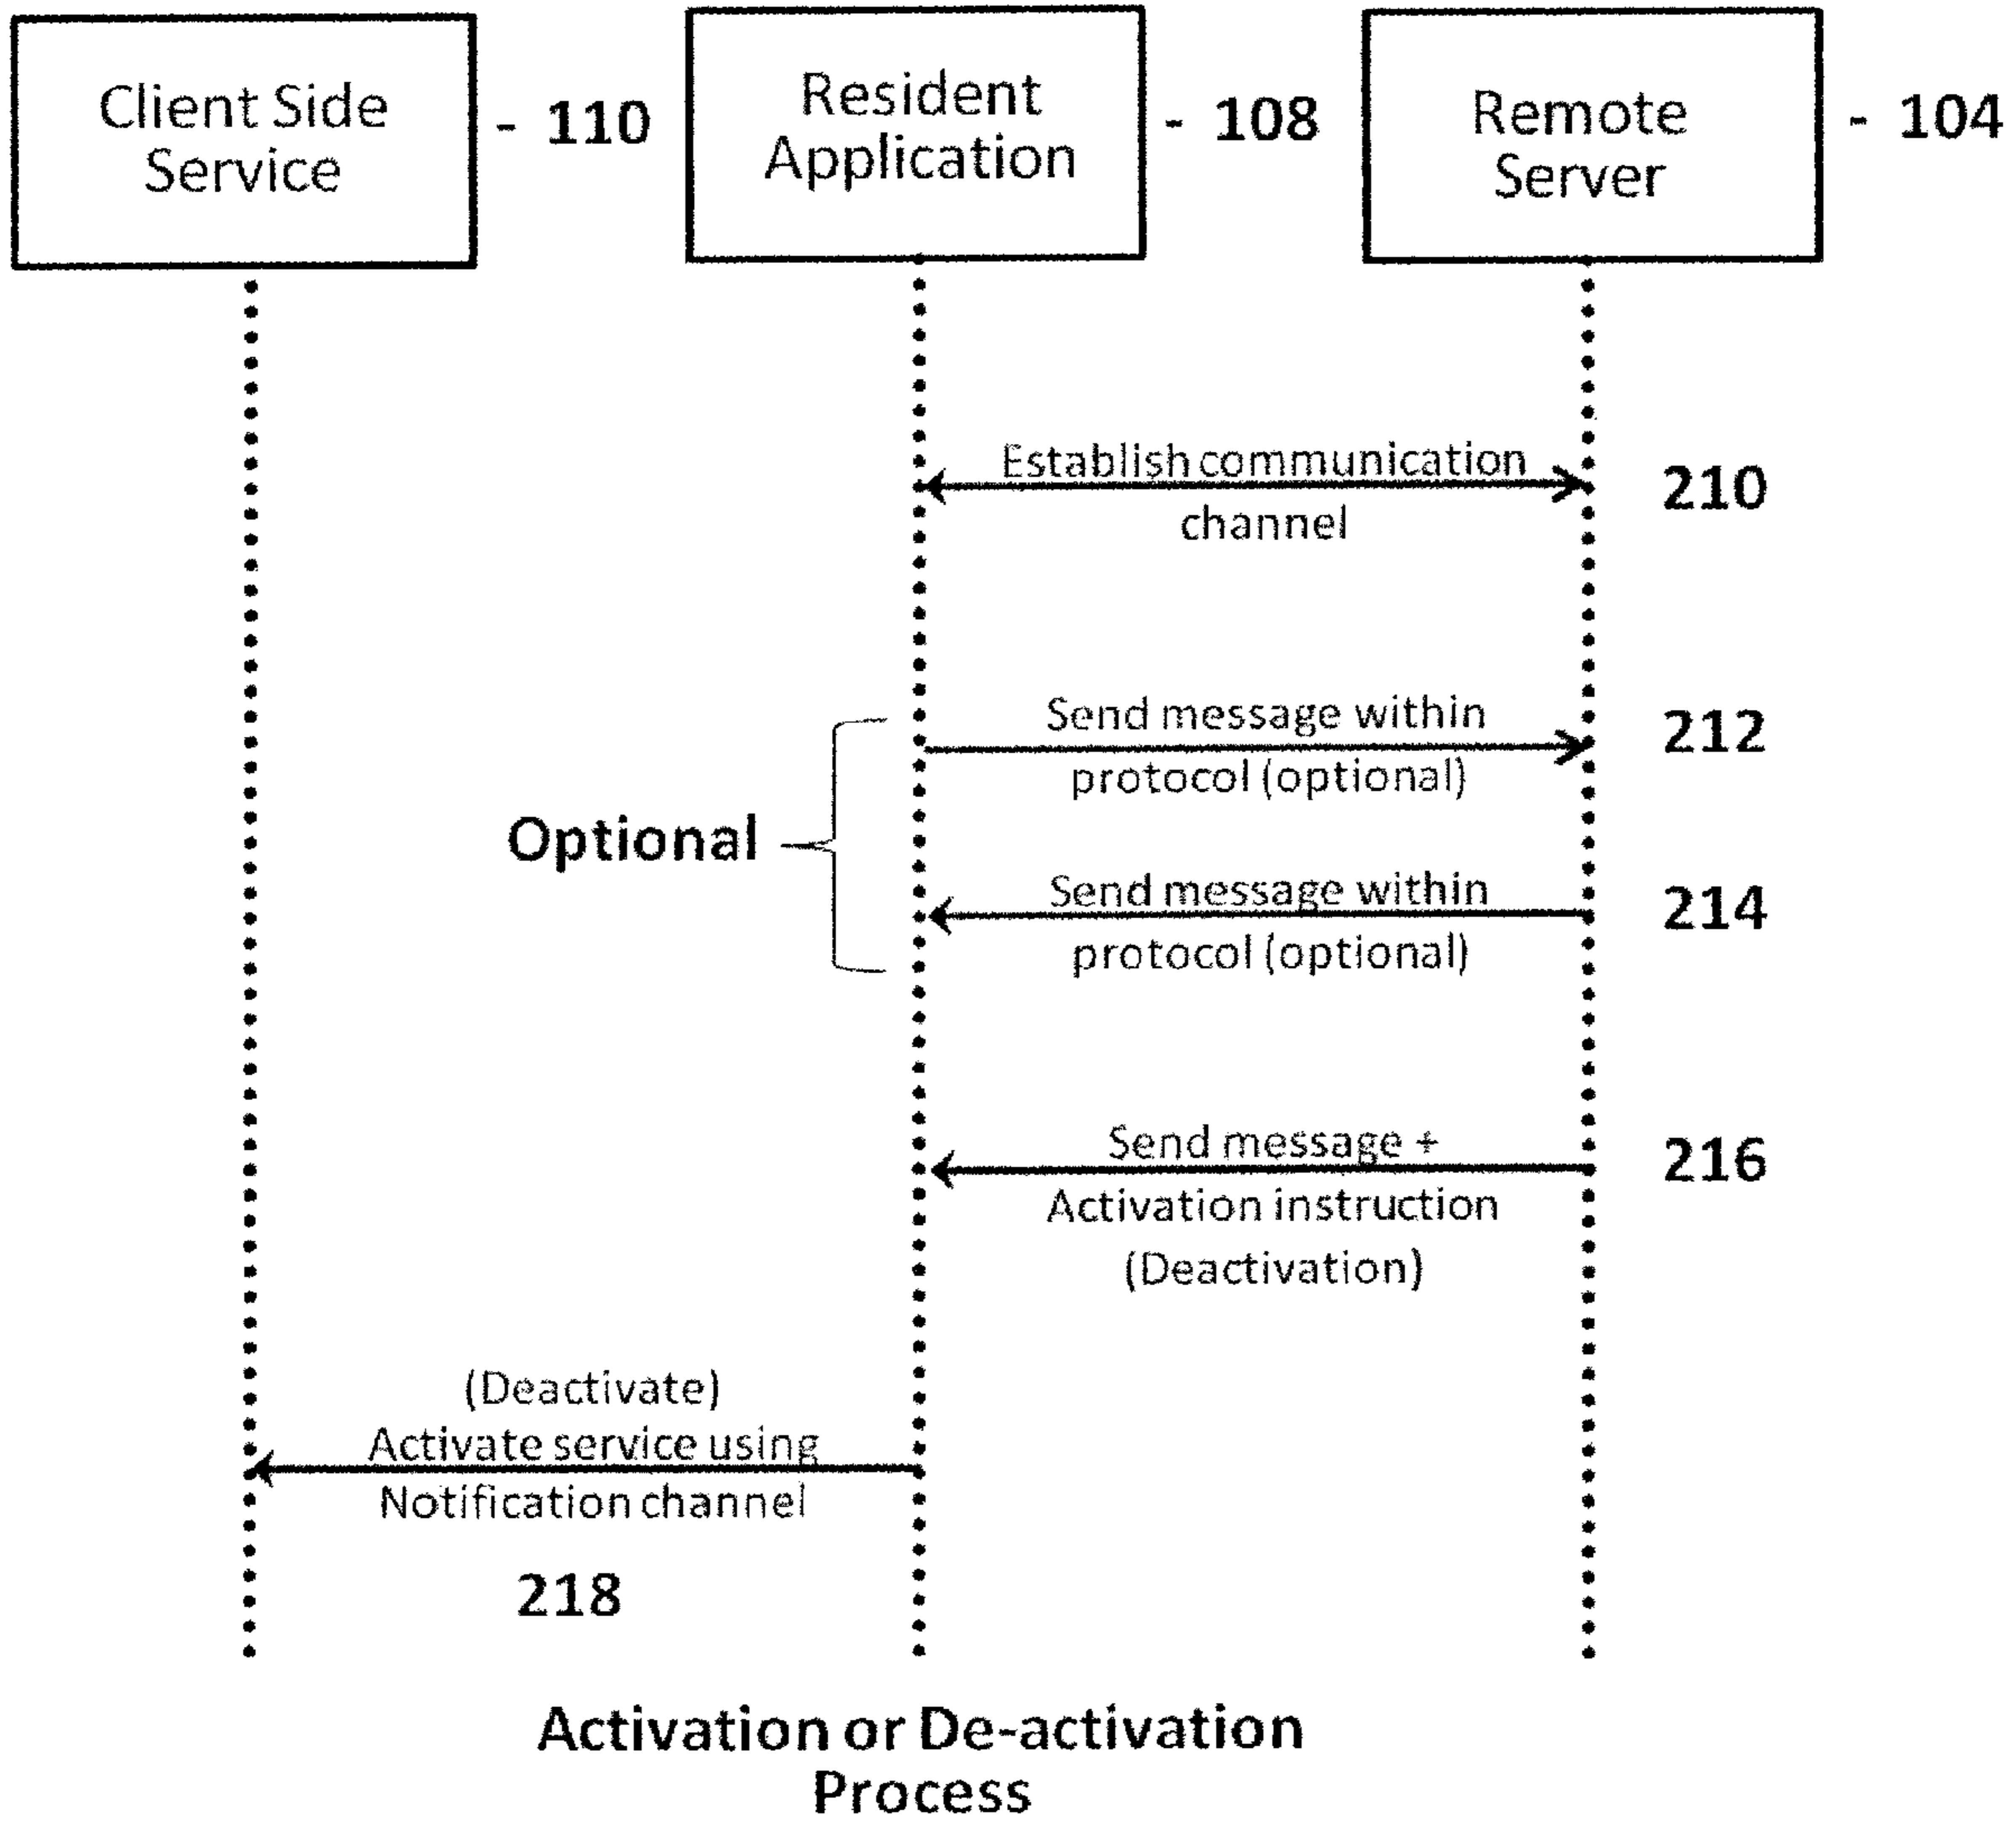 Client Side
Service
- 110
Resident
Application
- 108
Remote
Server
- 104
Establish communication
channel
210
Send message within
protocol (optional)
212
Optional
Send message within
protocol (optional)
214
Send message +
Activation instruction
(Deactivation)
216
(Deactivate)
Activate service using
Notification channel
218
Activation or De-activation
Process